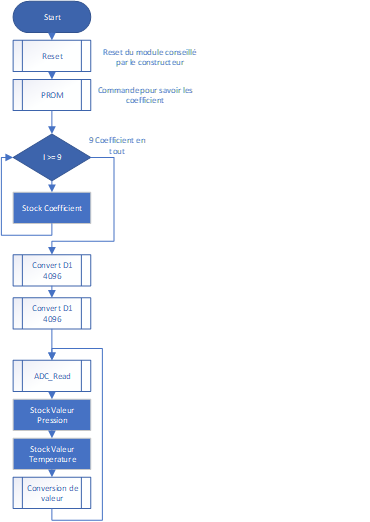 Start
Reset
Reset du module conseillé
par le constructeur
PROM
Commande pour savoir les
coefficient
I >= 9
9 Coefficient en
tout
Stock Coefficient
Convert D1
4096
Convert D1
4096
ADC_Read
Stock Valeur
Pression
Stock Valeur
Temperature
Conversion de
valeur